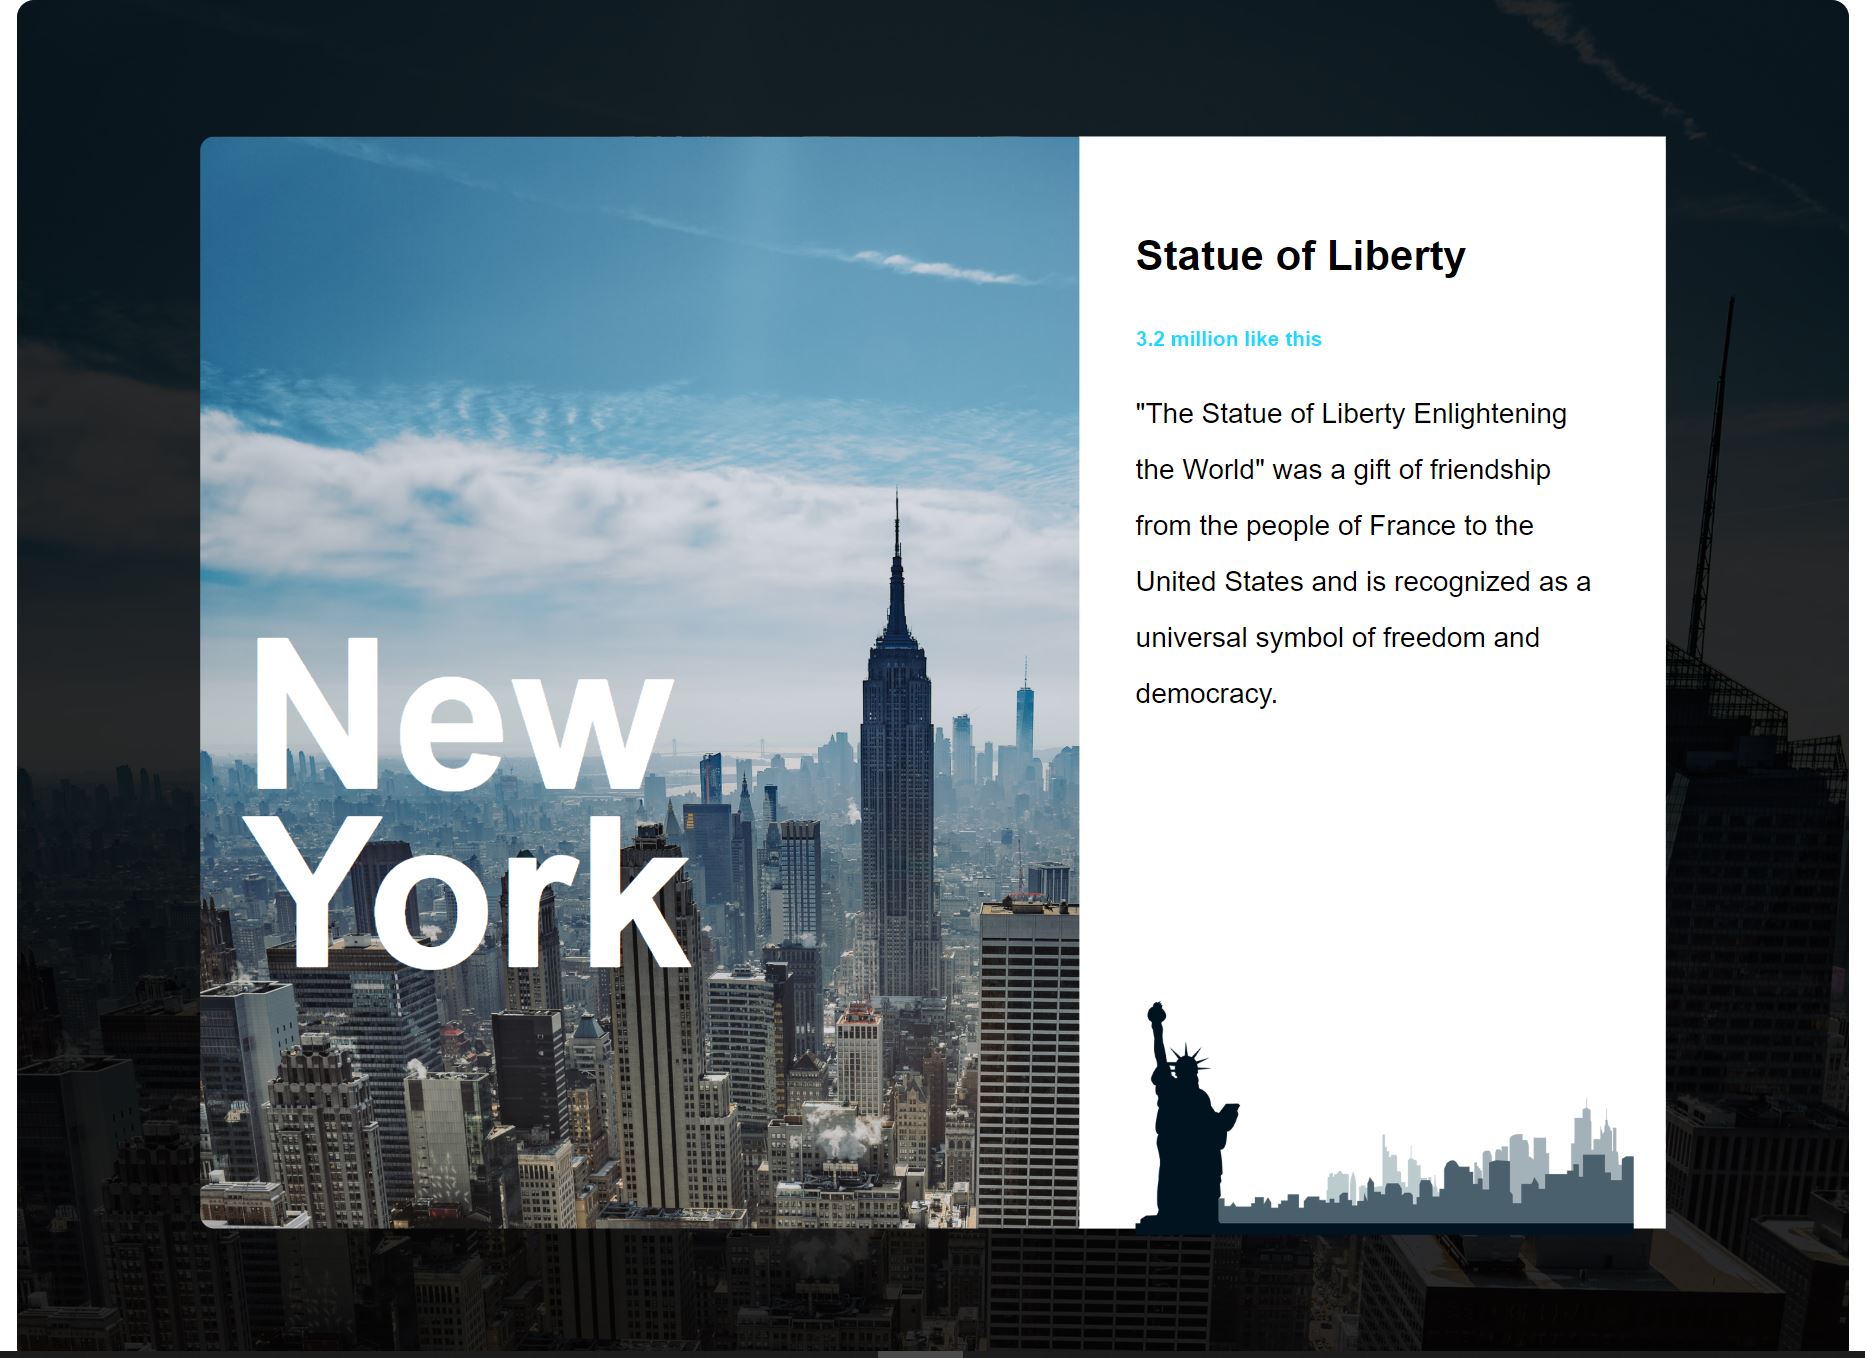 New
York
Statue of Liberty
3.2 million like this
"The Statue of Liberty Enlightening
the World" was a gift of friendship
from the people of France to the
United States and is recognized as a
universal symbol of freedom and
democracy.